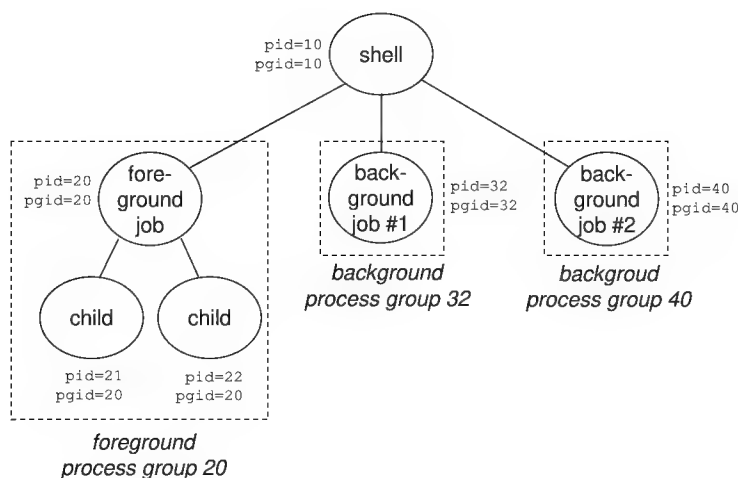 pid=10
pgid=10
shell
pid=20
pgid=20
fore-
ground
job
back-
ground
job #1
pid=32
pgid=32
back-
ground
job #2
pid=40
pgid=40
background
process group 32
backgroud
process group 40
child
child
pid=21
pgid=20
pid=22
pgid=20
foreground
process group 20